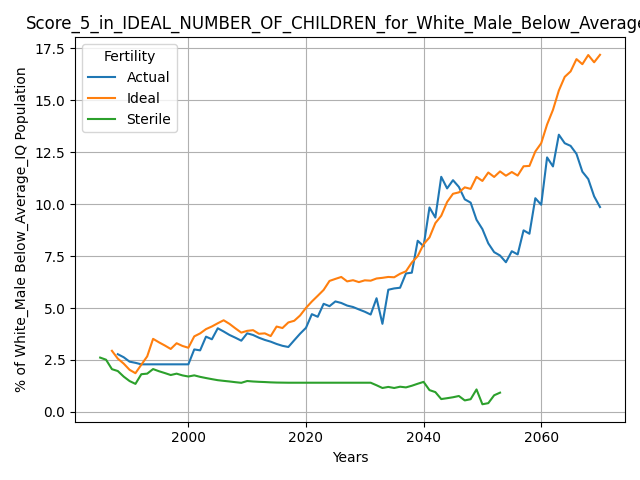 Score_5_in_IDEAL_NUMBER_OF_CHILDREN_for_White_Male_Below_Average
Fertility
Actual
Ideal
Sterile
% of White_Male Below_Average_IQ Population
17.5
15.0
12.5
10.0
7.5
5.0
2.5
0.0
2000
2020
2040
2060
Years